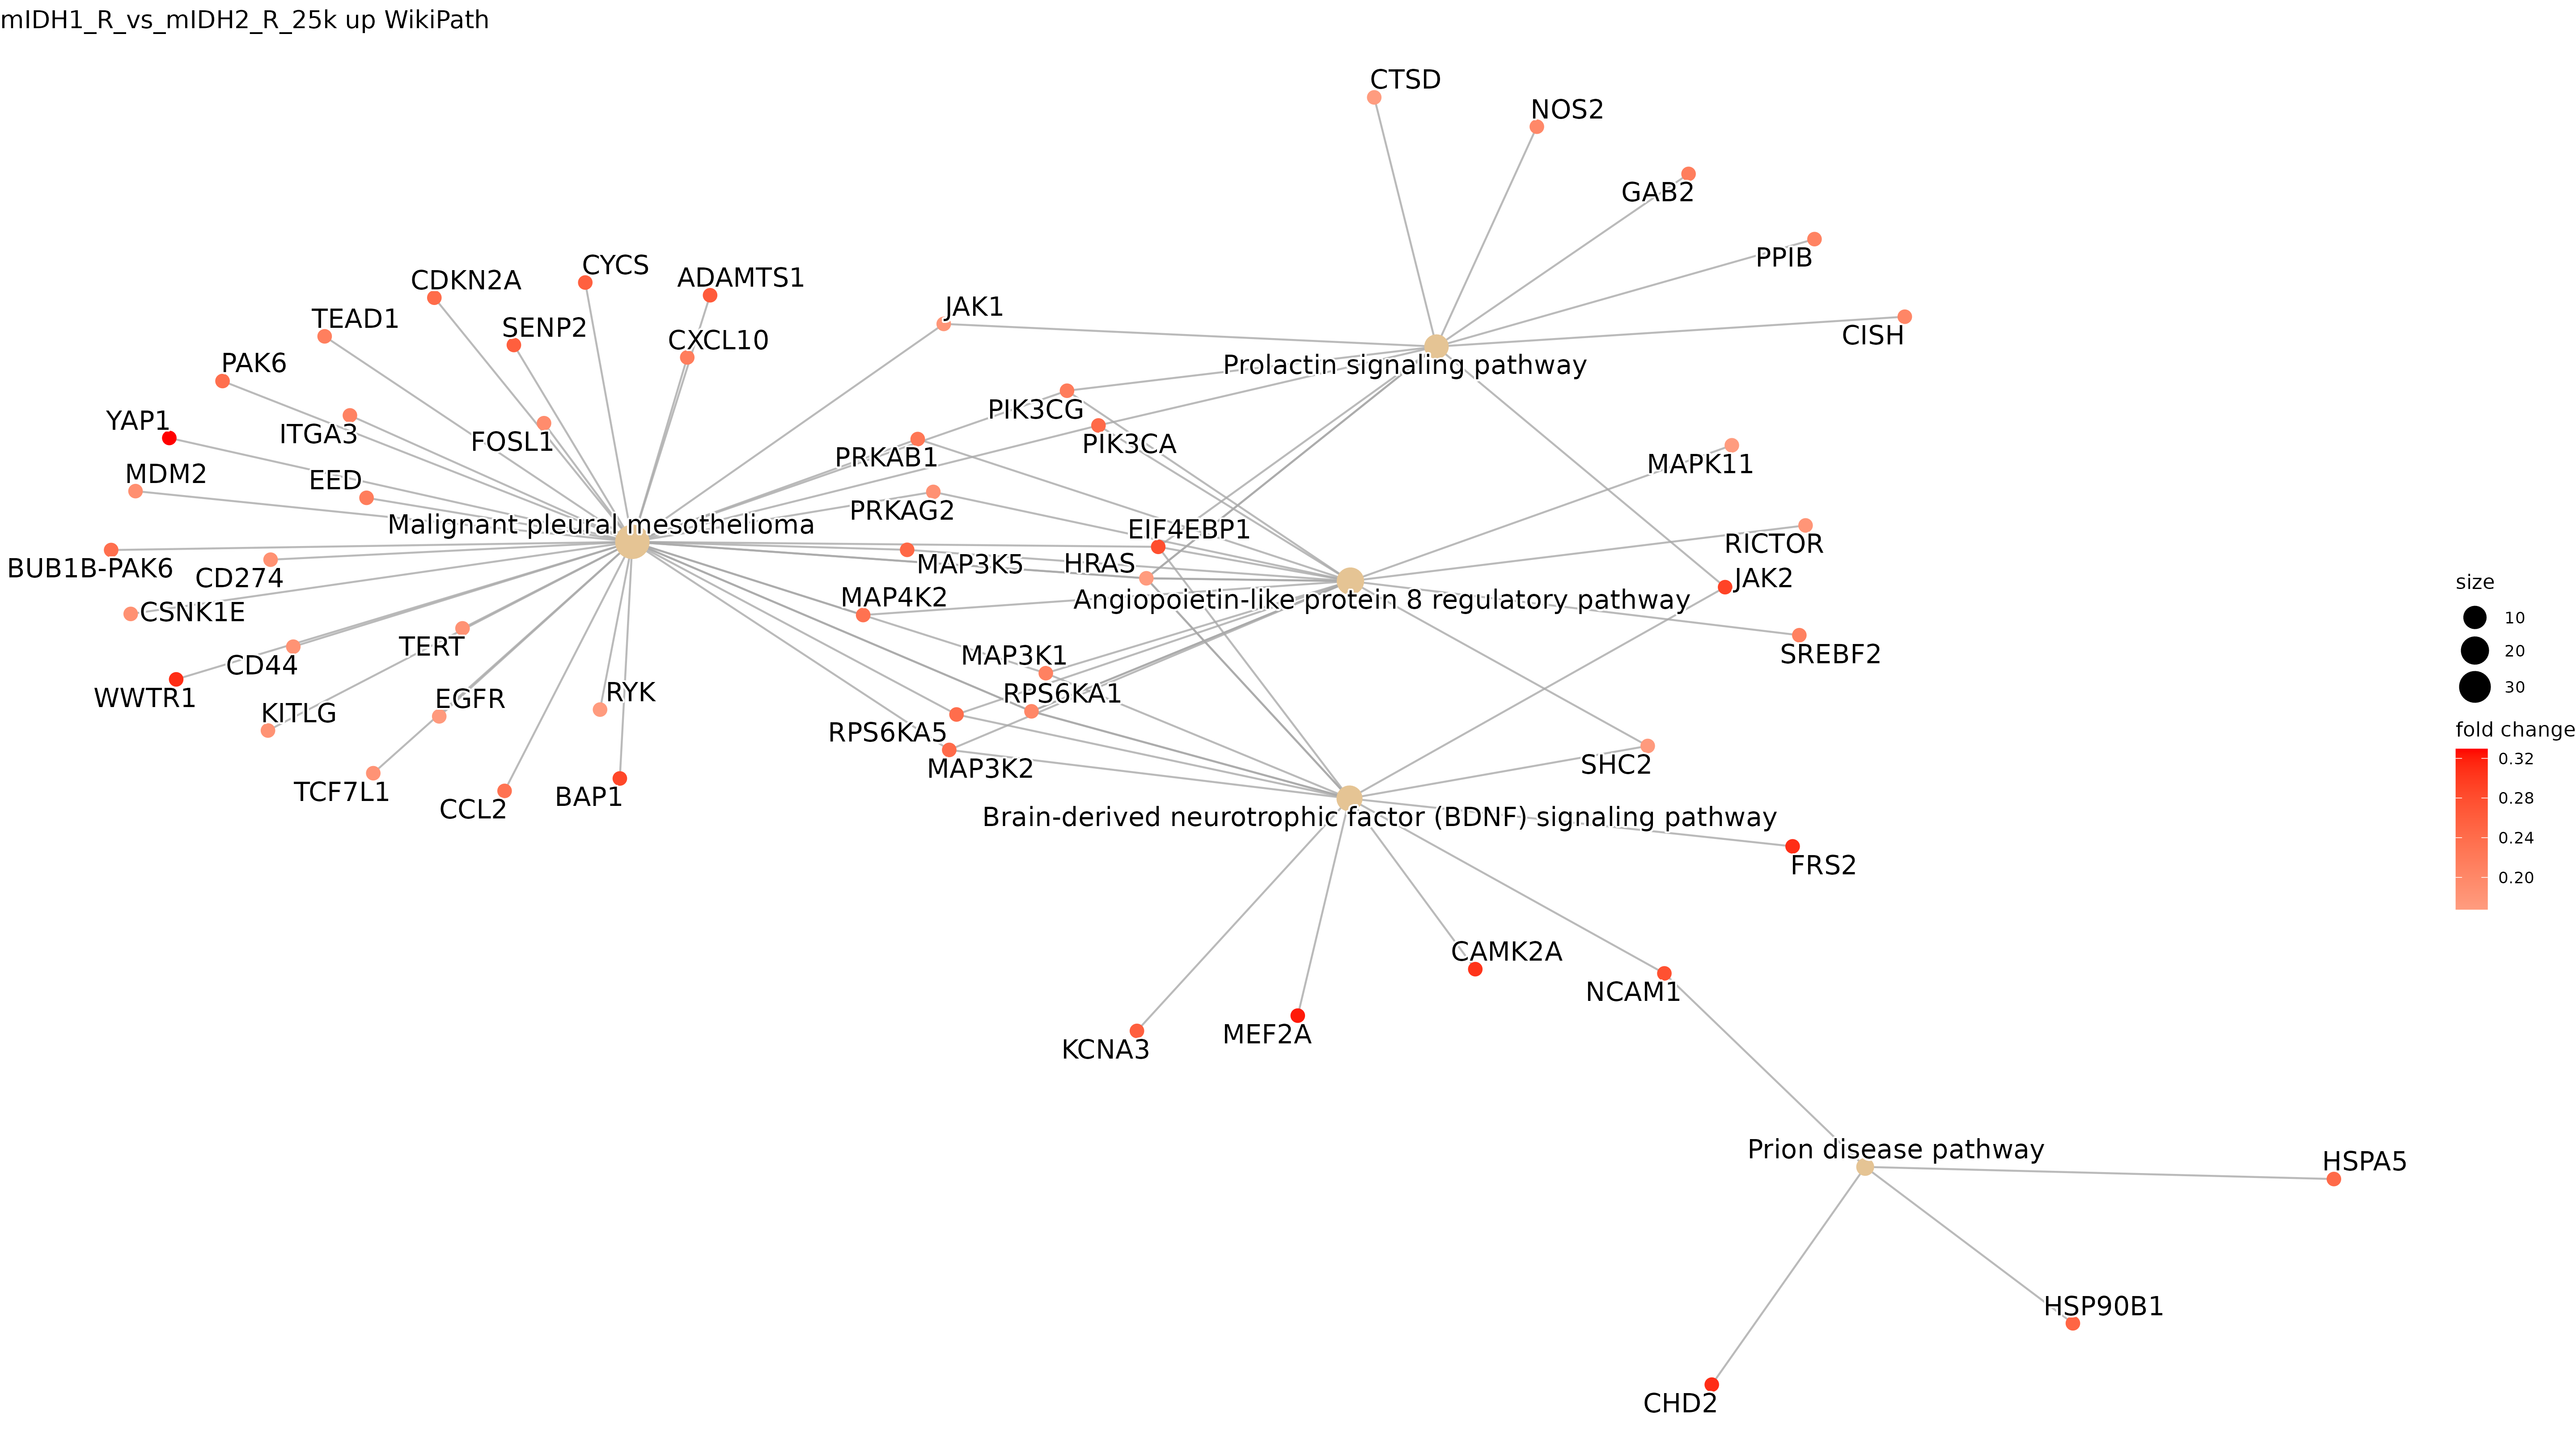 mIDH1_R_vs_mIDH2_R_25k up WikiPath
CTSD
NOS2
GAB2
PPIB
CISH
CYCS
ADAMTS1
CDKN2A
JAK1
TEAD1
SENP2
CXCL10
PAK6
Prolactin signaling pathway
PIK3CG
YAP1
ITGA3
FOSL1
PIK3CA
PRKAB1
MAPK11
MDM2
EED
PRKAG2
Malignant pleural mesothelioma
EIF4EBP1
RICTOR
BUB1B-PAK6
CD274
MAP3K5
HRAS
JAK2
MAP4K2
Angiopoietin-like protein 8 regulatory pathway
CSNK1E
TERT
CD44
MAP3K1
SREBF2
WWTR1
KITLG
EGFR
RYK
RPS6KA1
RPS6KA5
MAP3K2
SHC2
TCF7L1
CCL2
BAP1
Brain-derived neurotrophic factor (BDNF) signaling pathway
FRS2
CAMK2A
NCAM1
KCNA3
MEF2A
Prion disease pathway
HSPA5
HSP90B1
CHD2
size
10
20
30
fold change
0.32
0.28
0.24
0.20